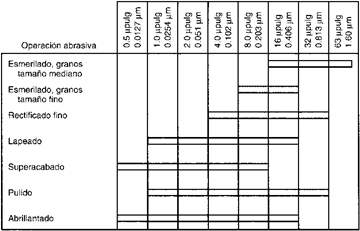 Operación abrasiva
0.5 μpulg
0.0127 μm
1.0 μpulg
0.0254 μm
2.0 μpulg
0.051 μm
4.0 μpulg
0.102 μm
8.0 μpulg
0.203 μm
16 μpulg
0.406 μm
32 μpulg
0.813 μm
63 μpulg
1.60 μm
Esmerilado, granos
tamaño mediano
Esmerilado, granos
tamaño fino
Rectificado fino
Lapeado
Superacabado
Pulido
Abrillantado